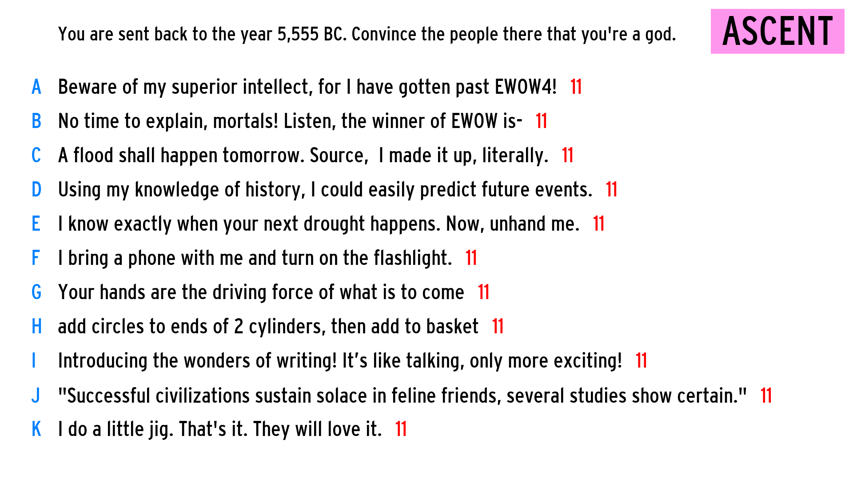 You are sent back to the year 5,555 BC. Convince the people there that you're a god.
ASCENT
A Beware of my superior intellect, for I have gotten past EWOW4! 11
B No time to explain, mortals! Listen, the winner of EWOW is- 11
C A flood shall happen tomorrow. Source, I made it up, literally. 11
D Using my knowledge of history, I could easily predict future events. 11
E I know exactly when your next drought happens. Now, unhand me. 11
F I bring a phone with me and turn on the flashlight. 11
G Your hands are the driving force of what is to come 11
H add circles to ends of 2 cylinders, then add to basket 11
I Introducing the wonders of writing! It’s like talking, only more exciting! 11
J "Successful civilizations sustain solace in feline friends, several studies show certain." 11
K I do a little jig. That's it. They will love it. 11